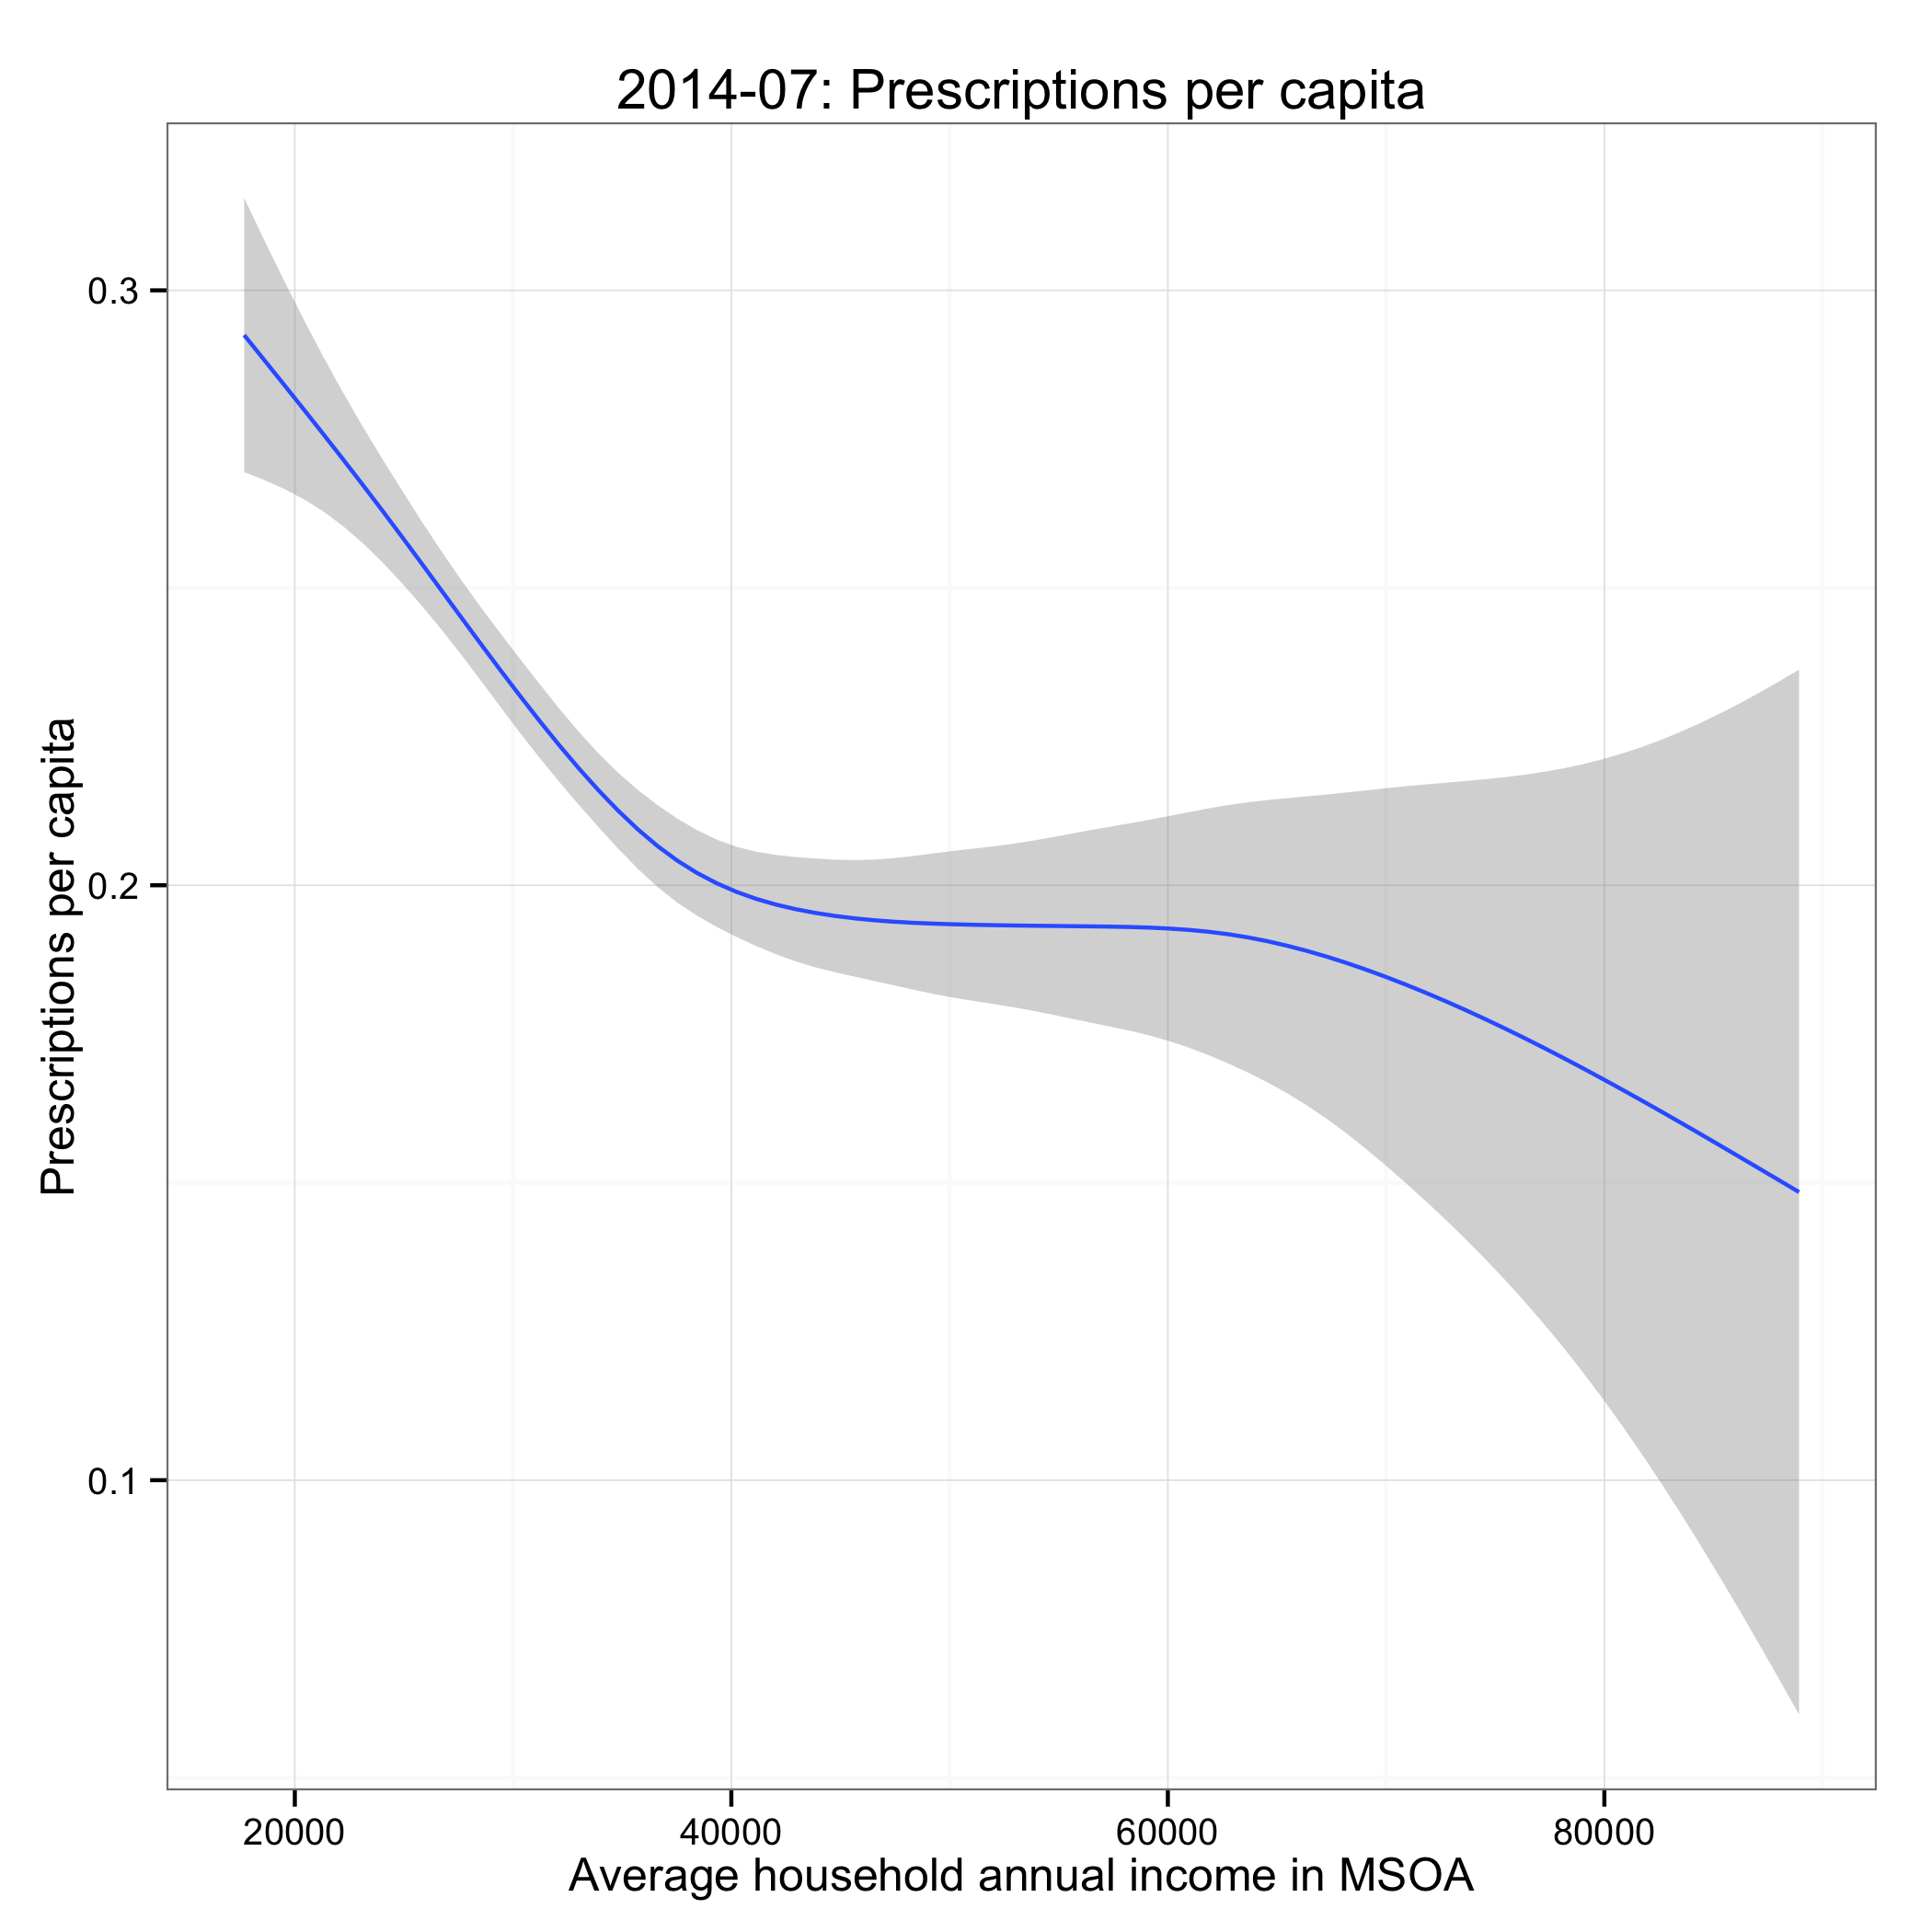 2014-07: Prescriptions per capita
Prescriptions per capita
0.3
0.2
0.1
20000 40000 60000 80000
Average household annual income in MSOA